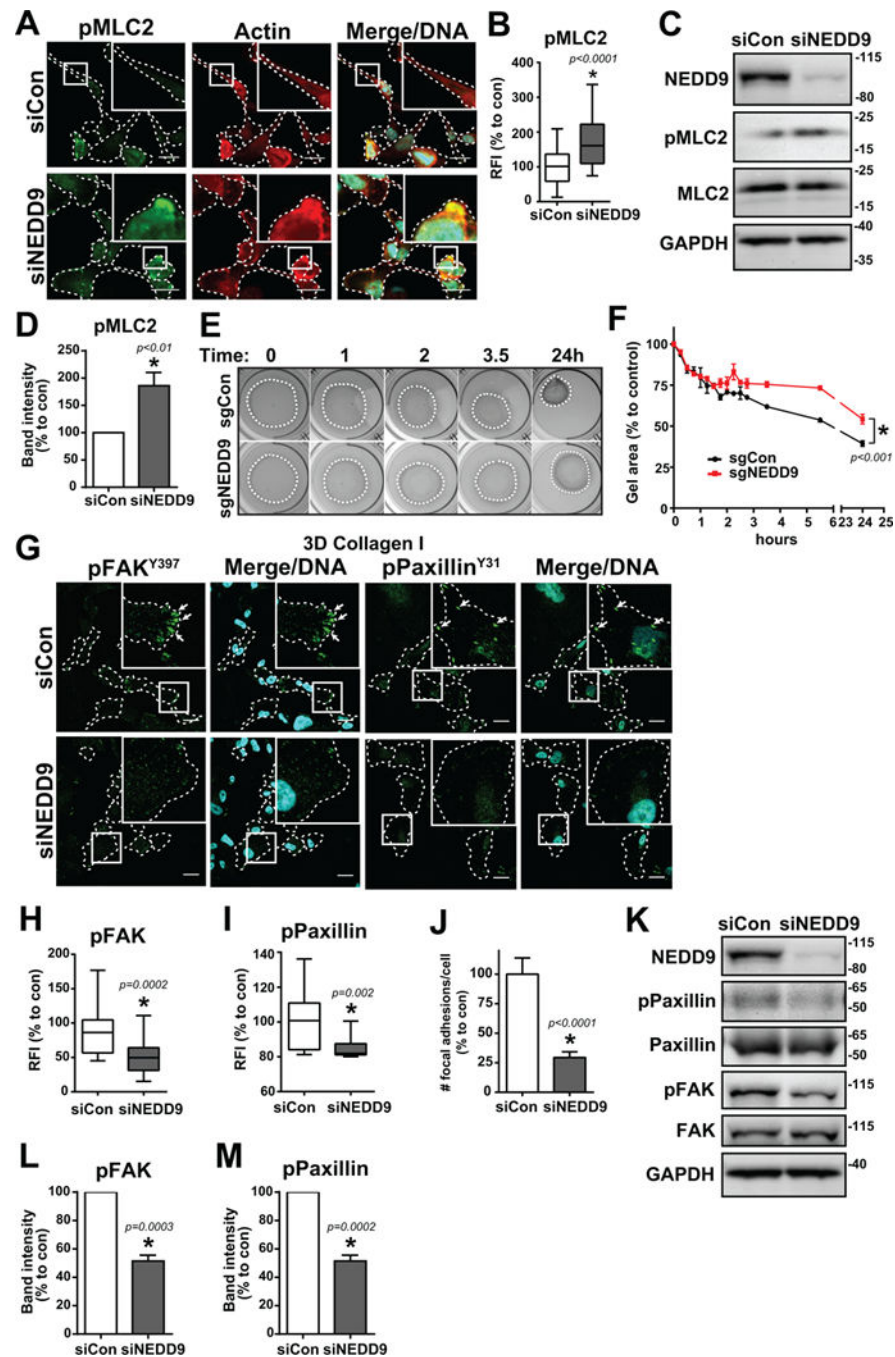 A
pMLC2 Actin Merge/DNA
siCon
siNEDD9
B
pMLC2
p<0.0001
*
RFI (% to con)
400
300
200
100
0
siCon siNEDD9
C
siCon siNEDD9
NEDD9
-115
-80
pMLC2
-25
-15
MLC2
-25
-15
GAPDH
-40
-35
D
pMLC2
p<0.01
*
Band intensity
(% to con)
250
200
150
100
50
0
siCon siNEDD9
E
Time: 0 1 2 3.5 24h
sgCon
sgNEDD9
F
Gel area (% to control)
100
75
50
25
0
sgCon
sgNEDD9
*
p<0.001
0 1 2 3 4 5 6 23 24 25
hours
G
3D Collagen I
pFAKY397 Merge/DNA pPaxillinY31 Merge/DNA
siCon
siNEDD9
H
pFAK
p=0.0002
*
RFI (% to con)
200
150
100
50
0
siCon siNEDD9
I
pPaxillin
p=0.002
*
RFI (% to con)
140
120
100
80
60
siCon siNEDD9
J
# focal adhesions/cell
(% to con)
100
75
50
25
0
p<0.0001
*
siCon
siNEDD9
K
siCon siNEDD9
NEDD9
-115
-80
pPaxillin
-65
-50
Paxillin
-65
-50
pFAK
-115
FAK
-115
GAPDH
-40
L
pFAK
p=0.0003
*
Band intensity
(% to con)
100
80
60
40
20
0
siCon siNEDD9
M
pPaxillin
p=0.0002
*
Band intensity
(% to con)
100
80
60
40
20
0
siCon siNEDD9